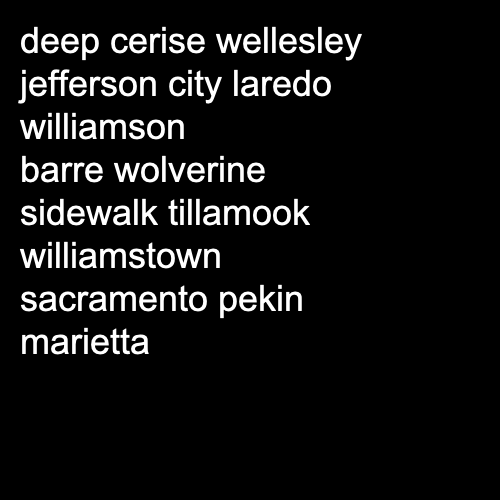 deep cerise wellesley
jefferson city laredo
williamson
barre wolverine
sidewalk tillamook
williamstown
sacramento pekin
marietta